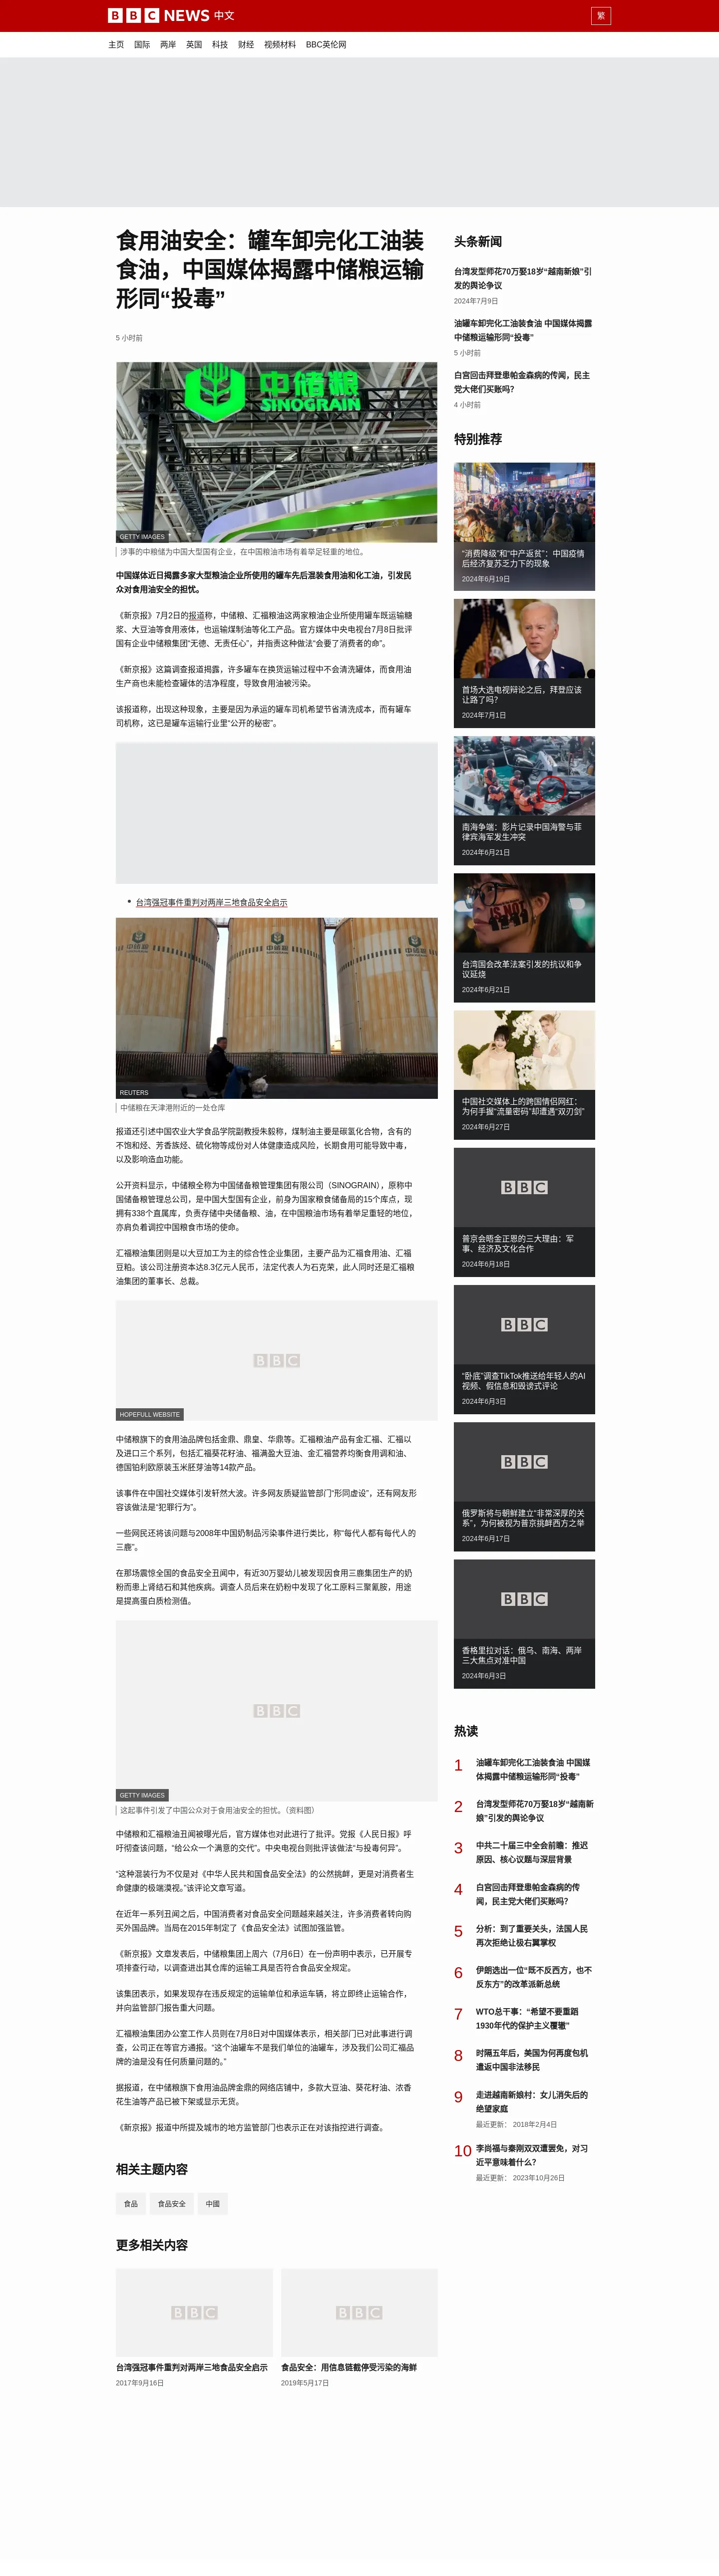 BBC NEWS 中文
繁
主页 国际 两岸 英国 科技 财经 视频材料 BBC英伦网
食用油安全：罐车卸完化工油装
食油，中国媒体揭露中储粮运输
形同“投毒”
5 小时前
中储粮
SINOGRAIN
GETTY IMAGES
涉事的中粮储为中国大型国有企业，在中国粮油市场有着举足轻重的地位。
中国媒体近日揭露多家大型粮油企业所使用的罐车先后混装食用油和化工油，引发民
众对食用油安全的担忧。
《新京报》7月2日的报道称，中储粮、汇福粮油这两家粮油企业所使用罐车既运输糖
浆、大豆油等食用液体，也运输煤制油等化工产品。官方媒体中央电视台7月8日批评
国有企业中储粮集团“无德、无责任心”，并指责这种做法“会要了消费者的命”。
《新京报》这篇调查报道揭露，许多罐车在换货运输过程中不会清洗罐体，而食用油
生产商也未能检查罐体的洁净程度，导致食用油被污染。
该报道称，出现这种现象，主要是因为承运的罐车司机希望节省清洗成本，而有罐车
司机称，这已是罐车运输行业里“公开的秘密”。
台湾强冠事件重判对两岸三地食品安全启示
中储粮
中储粮
中储粮
REUTERS
中储粮在天津港附近的一处仓库
报道还引述中国农业大学食品学院副教授朱毅称，煤制油主要是碳氢化合物，含有的
不饱和烃、芳香族烃、硫化物等成份对人体健康造成风险，长期食用可能导致中毒，
以及影响造血功能。
公开资料显示，中储粮全称为中国储备粮管理集团有限公司（SINOGRAIN），原称中
国储备粮管理总公司，是中国大型国有企业，前身为国家粮食储备局的15个库点，现
拥有338个直属库，负责存储中央储备粮、油，在中国粮油市场有着举足重轻的地位，
亦肩负着调控中国粮食市场的使命。
汇福粮油集团则是以大豆加工为主的综合性企业集团，主要产品为汇福食用油、汇福
豆粕。该公司注册资本达8.3亿元人民币，法定代表人为石克荣，此人同时还是汇福粮
油集团的董事长、总裁。
BBC
HOPEFULL WEBSITE
中储粮旗下的食用油品牌包括金鼎、鼎皇、华鼎等。汇福粮油产品有金汇福、汇福以
及进口三个系列，包括汇福葵花籽油、福满盈大豆油、金汇福营养均衡食用调和油、
德国铂利欧原装玉米胚芽油等14款产品。
该事件在中国社交媒体引发轩然大波。许多网友质疑监管部门“形同虚设”，还有网友形
容该做法是“犯罪行为”。
一些网民还将该问题与2008年中国奶制品污染事件进行类比，称“每代人都有每代人的
三鹿”。
在那场震惊全国的食品安全丑闻中，有近30万婴幼儿被发现因食用三鹿集团生产的奶
粉而患上肾结石和其他疾病。调查人员后来在奶粉中发现了化工原料三聚氰胺，用途
是提高蛋白质检测值。
BBC
GETTY IMAGES
这起事件引发了中国公众对于食用油安全的担忧。（资料图）
中储粮和汇福粮油丑闻被曝光后，官方媒体也对此进行了批评。党报《人民日报》呼
吁彻查该问题，“给公众一个满意的交代”。中央电视台则批评该做法“与投毒何异”。
“这种混装行为不仅是对《中华人民共和国食品安全法》的公然挑衅，更是对消费者生
命健康的极端漠视。”该评论文章写道。
在近年一系列丑闻之后，中国消费者对食品安全问题越来越关注，许多消费者转向购
买外国品牌。当局在2015年制定了《食品安全法》试图加强监管。
《新京报》文章发表后，中储粮集团上周六（7月6日）在一份声明中表示，已开展专
项排查行动，以调查进出其仓库的运输工具是否符合食品安全规定。
该集团表示，如果发现存在违反规定的运输单位和承运车辆，将立即终止运输合作，
并向监管部门报告重大问题。
汇福粮油集团办公室工作人员则在7月8日对中国媒体表示，相关部门已对此事进行调
查，公司正在等官方通报。“这个油罐车不是我们单位的油罐车，涉及我们公司汇福品
牌的油是没有任何质量问题的。”
据报道，在中储粮旗下食用油品牌金鼎的网络店铺中，多款大豆油、葵花籽油、浓香
花生油等产品已被下架或显示无货。
《新京报》报道中所提及城市的地方监管部门也表示正在对该指控进行调查。
相关主题内容
食品 食品安全 中國
更多相关内容
BBC BBC
台湾强冠事件重判对两岸三地食品安全启示
2017年9月16日
食品安全：用信息链截停受污染的海鲜
2019年5月17日
头条新闻
台湾发型师花70万娶18岁“越南新娘”引
发的舆论争议
2024年7月9日
油罐车卸完化工油装食油 中国媒体揭露
中储粮运输形同“投毒”
5 小时前
白宫回击拜登患帕金森病的传闻，民主
党大佬们买账吗？
4 小时前
特别推荐
“消费降级”和“中产返贫”：中国疫情
后经济复苏乏力下的现象
2024年6月19日
首场大选电视辩论之后，拜登应该
让路了吗？
2024年7月1日
南海争端：影片记录中国海警与菲
律宾海军发生冲突
2024年6月21日
IS NOT
台湾国会改革法案引发的抗议和争
议延烧
2024年6月21日
中国社交媒体上的跨国情侣网红：
为何手握“流量密码”却遭遇“双刃剑”
2024年6月27日
BBC
普京会晤金正恩的三大理由：军
事、经济及文化合作
2024年6月18日
BBC
“卧底”调查TikTok推送给年轻人的AI
视频、假信息和毁谤式评论
2024年6月3日
BBC
俄罗斯将与朝鲜建立“非常深厚的关
系”，为何被视为普京挑衅西方之举
2024年6月17日
BBC
香格里拉对话：俄乌、南海、两岸
三大焦点对准中国
2024年6月3日
热读
1 油罐车卸完化工油装食油 中国媒
体揭露中储粮运输形同“投毒”
2 台湾发型师花70万娶18岁“越南新
娘”引发的舆论争议
3 中共二十届三中全会前瞻：推迟
原因、核心议题与深层背景
4 白宫回击拜登患帕金森病的传
闻，民主党大佬们买账吗？
5 分析：到了重要关头，法国人民
再次拒绝让极右翼掌权
6 伊朗选出一位“既不反西方，也不
反东方”的改革派新总统
7 WTO总干事：“希望不要重蹈
1930年代的保护主义覆辙”
8 时隔五年后，美国为何再度包机
遣返中国非法移民
9 走进越南新娘村：女儿消失后的
绝望家庭
最近更新： 2018年2月4日
10 李尚福与秦刚双双遭罢免，对习
近平意味着什么？
最近更新： 2023年10月26日